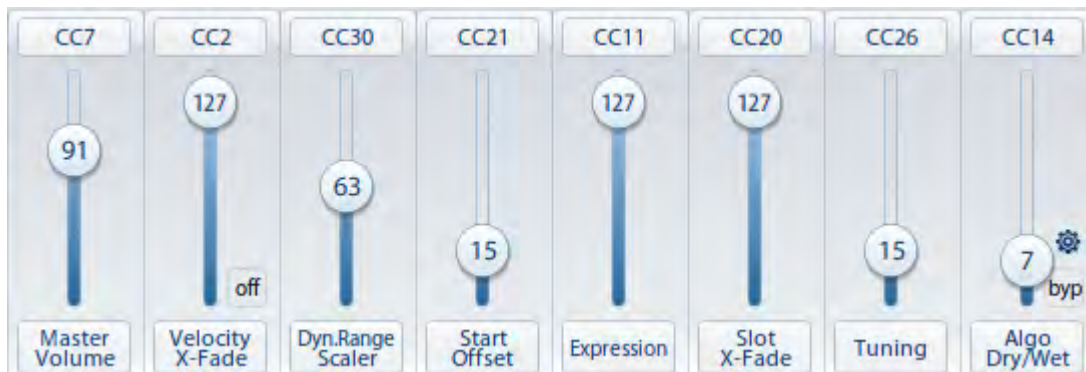 CC7 CC2 CC30 CC21 CC11 CC20 CC26 CC14
127 127 127
91
63
15 15 7
off byp
Master Volume
Velocity X-Fade
Dyn.Range Scaler
Start Offset
Expression
Slot X-Fade
Tuning
Algo Dry/Wet